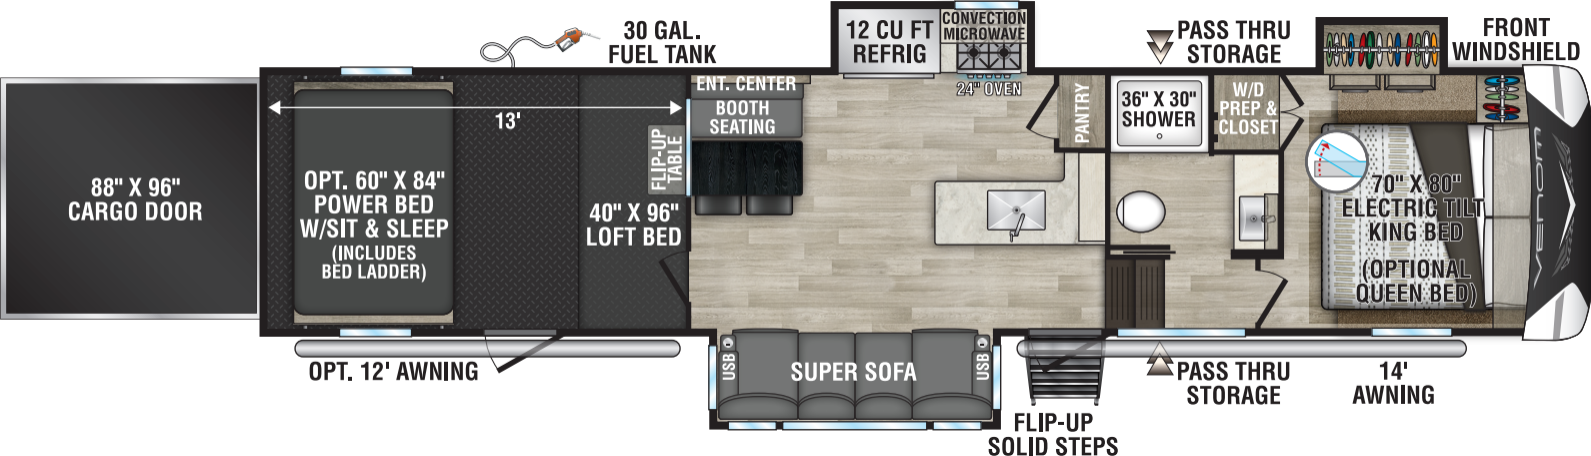 88" X 96"
CARGO DOOR
13'
OPT. 60" X 84"
POWER BED
W/SIT & SLEEP
(INCLUDES
BED LADDER)
OPT. 12' AWNING
30 GAL.
FUEL TANK
40" X 96"
LOFT BED
FLIP-UP
TABLE
ENT. CENTER
BOOTH
SEATING
12 CU FT
REFRIG
CONVECTION
MICROWAVE
24" OVEN
PANTRY
USB
SUPER SOFA
USB
FLIP-UP
SOLID STEPS
PASS THRU
STORAGE
36" X 30"
SHOWER
W/D
PREP &
CLOSET
PASS THRU
STORAGE
14'
AWNING
70" X 80"
ELECTRIC TILT
KING BED
(OPTIONAL
QUEEN BED)
FRONT
WINDSHIELD
VENOM